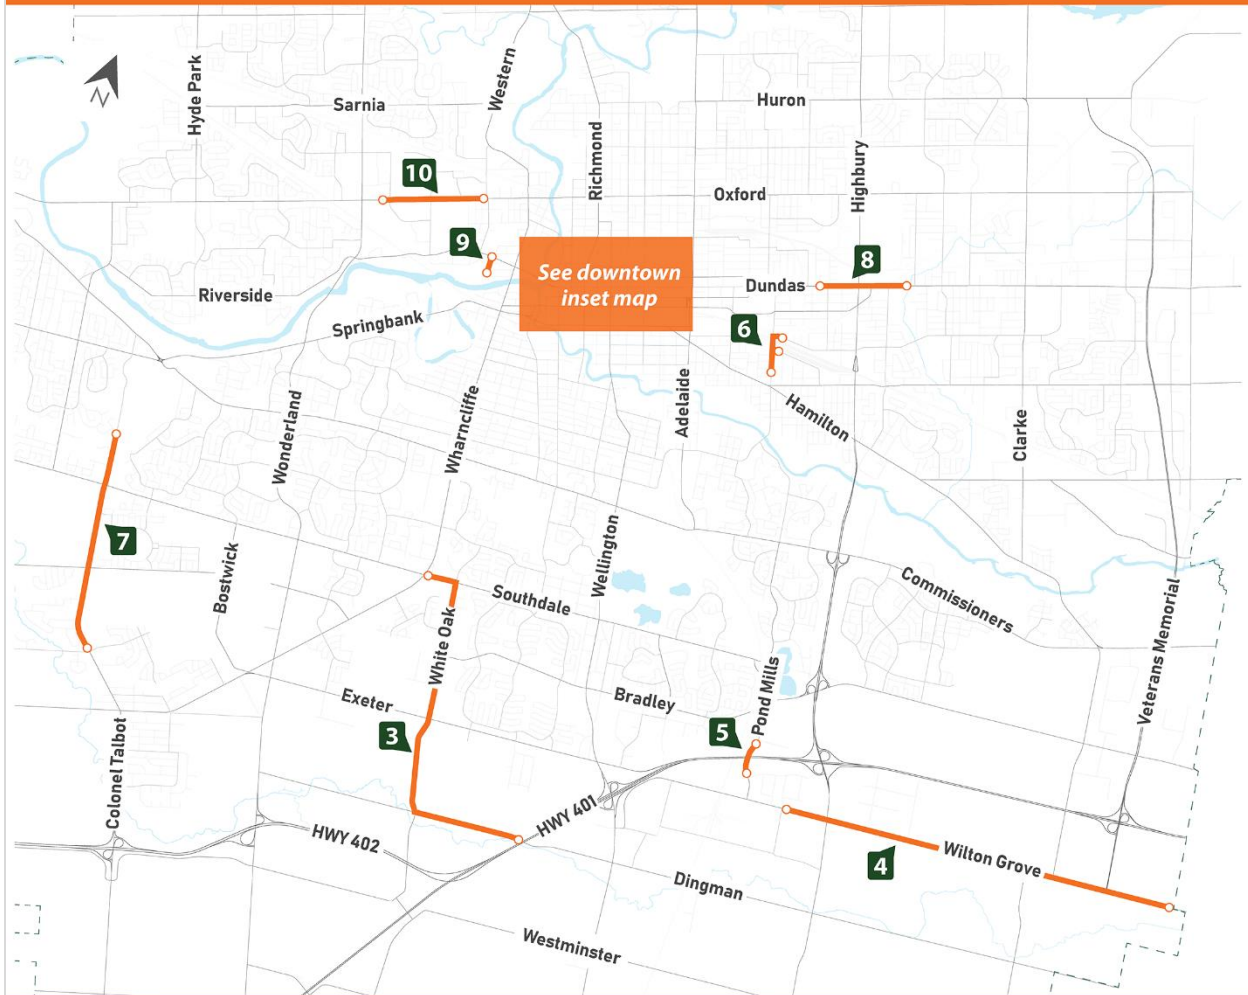 Western
Hyde Park
N
Sarnia
Huron
Richmond
Highbury
10
Oxford
9
See downtown
inset map
8
Dundas
Riverside
Springbank
6
Adelaide
Hamilton
Wonderland
Wharncliffe
Clarke
7
Wellington
Bostwick
Southdale
Commissioners
White Oak
Veterans Memorial
Pond Mills
Exeter
Bradley
3
5
Colonel Talbot
HWY 401
HWY 402
Wilton Grove
4
Dingman
Westminster